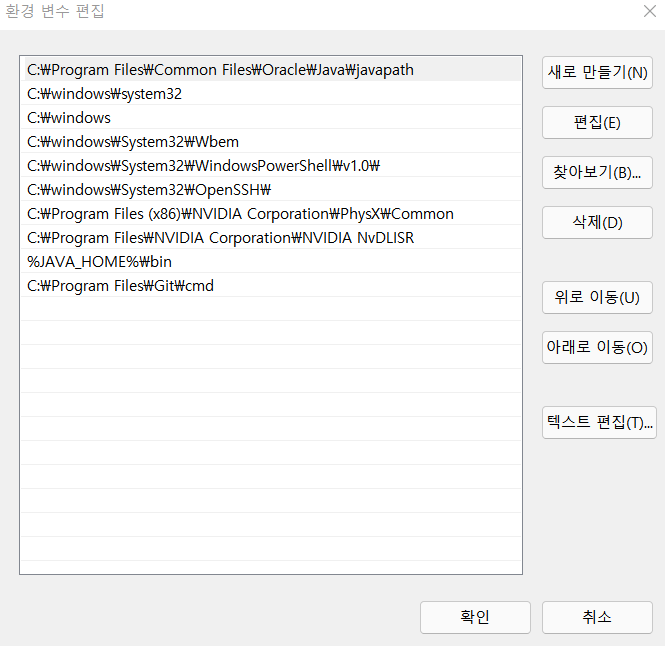 환경 변수 편집
C:₩Program Files₩Common Files₩Oracle₩Java₩javapath
C:₩windows₩system32
C:₩windows
C:₩windows₩System32₩Wbem
C:₩windows₩System32₩WindowsPowerShell₩v1.0₩
C:₩windows₩System32₩OpenSSH₩
C:₩Program Files (x86)₩NVIDIA Corporation₩PhysX₩Common
C:₩Program Files₩NVIDIA Corporation₩NVIDIA NvDLISR
%JAVA_HOME%₩bin
C:₩Program Files₩Git₩cmd
새로 만들기(N)
편집(E)
찾아보기(B)...
삭제(D)
위로 이동(U)
아래로 이동(O)
텍스트 편집(T)...
확인
취소